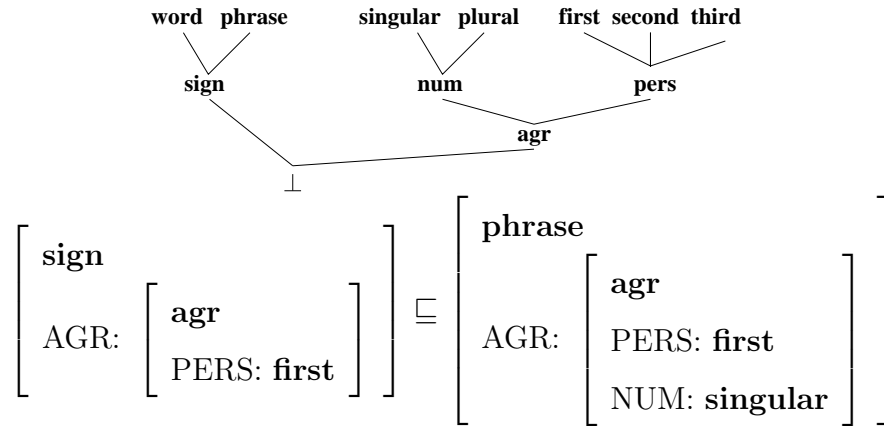 word phrase singular plural first second third
sign num pers
agr
⊥
sign
AGR: [ agr
PERS: first ]
⊑
phrase
AGR: [ agr
PERS: first
NUM: singular ]